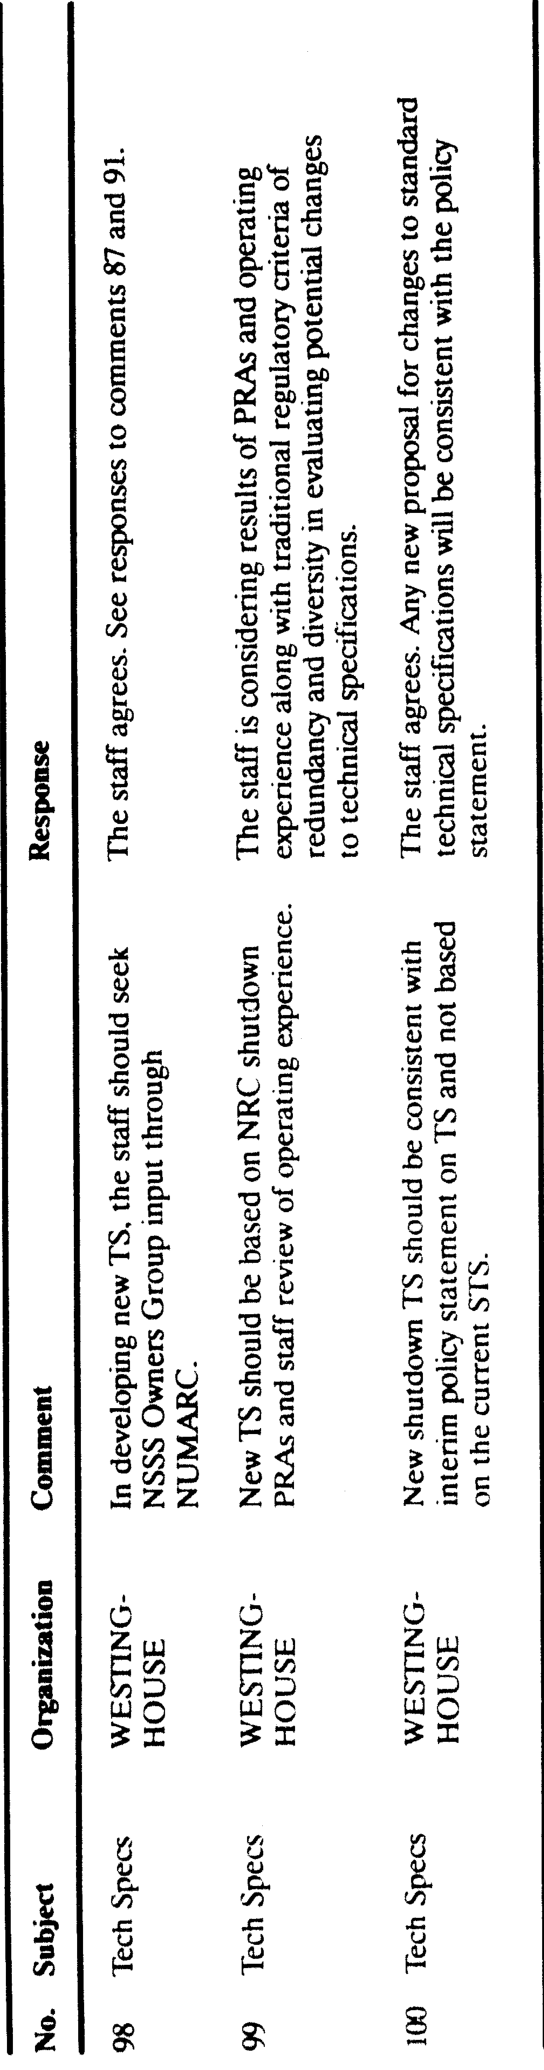 No. Subject Organization Comment Response
98 Tech Specs WESTING- In developing new TS, the staff should seek The staff agrees. See responses to comments 87 and 91.
HOUSE NSSS Owners Group input through
NUMARC.
99 Tech Specs WESTING- New TS should be based on NRC shutdown The staff is considering results of PRAs and operating
HOUSE PRAs and staff review of operating experience. experience along with traditional regulatory criteria of
redundancy and diversity in evaluating potential changes
to technical specifications.
100 Tech Specs WESTING- New shutdown TS should be consistent with The staff agrees. Any new proposal for changes to standard
HOUSE interim policy statement on TS and not based technical specifications will be consistent with the policy
on the current STS. statement.